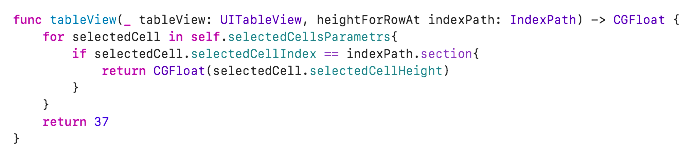 func tableView(_ tableView: UITableView, heightForRowAt indexPath: IndexPath) -> CGFloat {
for selectedCell in self.selectedCellsParametrs{
if selectedCell.selectedCellIndex == indexPath.section{
return CGFloat(selectedCell.selectedCellHeight)
}
}
return 37
}